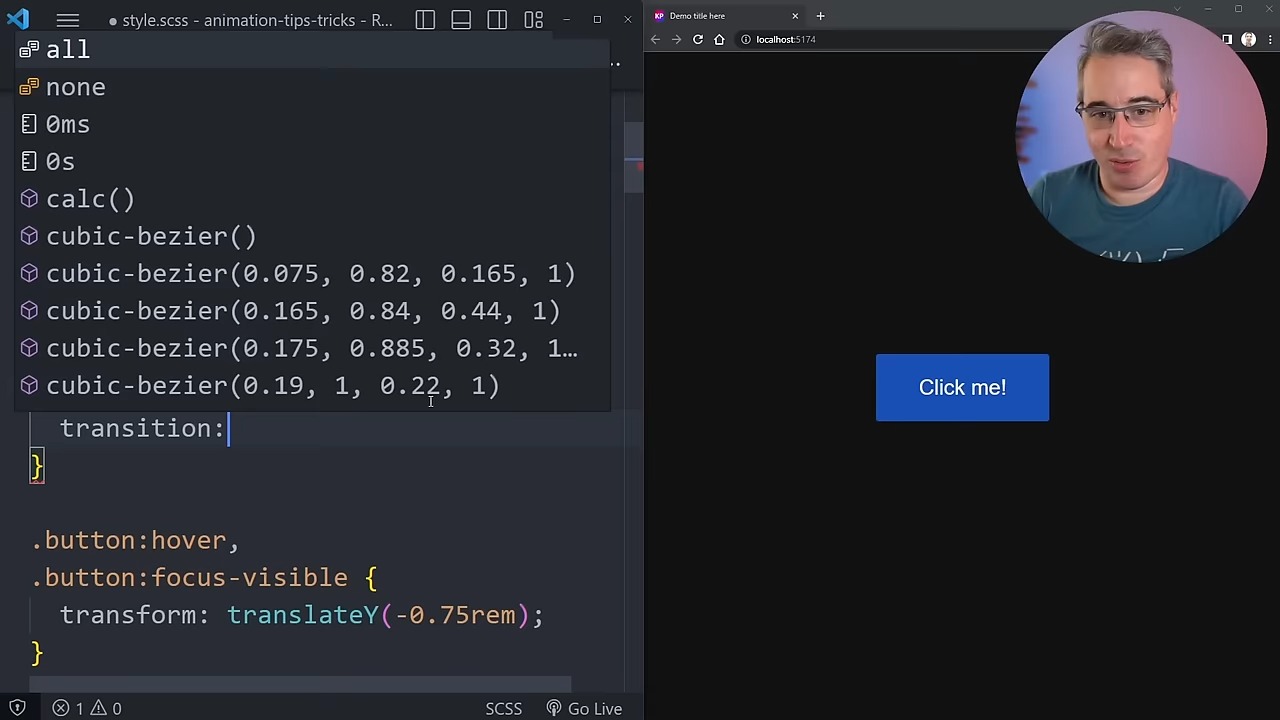 style.scss - animation-tips-tricks - R...
all
none
0ms
0s
calc()
cubic-bezier()
cubic-bezier(0.075, 0.82, 0.165, 1)
cubic-bezier(0.165, 0.84, 0.44, 1)
cubic-bezier(0.175, 0.885, 0.32, 1…
cubic-bezier(0.19, 1, 0.22, 1)
transition:
}
.button:hover,
.button:focus-visible {
transform: translateY(-0.75rem);
}
1 0
SCSS
Go Live
KP Demo title here
localhost:5174
Click me!